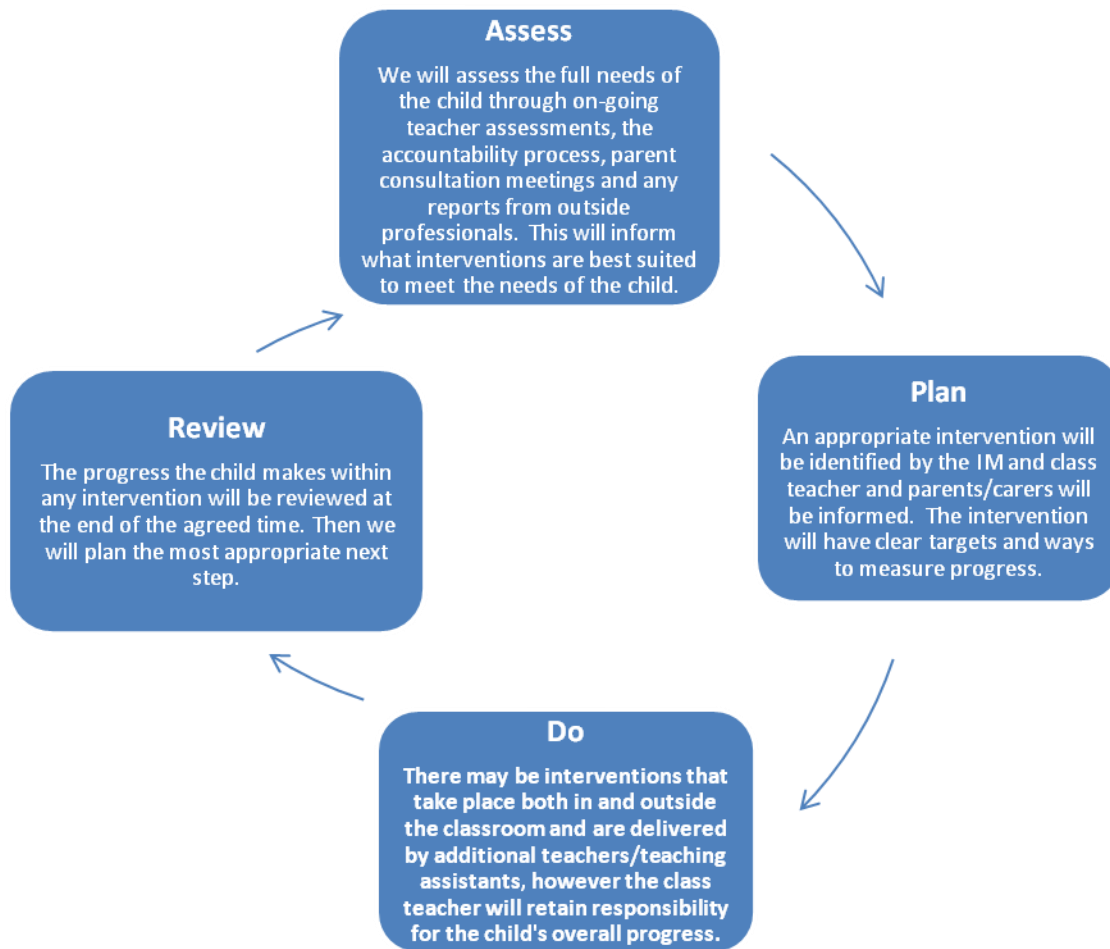 Assess
We will assess the full needs of
the child through on-going
teacher assessments, the
accountability process, parent
consultation meetings and any
reports from outside
professionals.  This will inform
what interventions are best suited
to meet the needs of the child.
Plan
An appropriate intervention will
be identified by the IM and class
teacher and parents/carers will
be informed.  The intervention
will have clear targets and ways
to measure progress.
Do
There may be interventions that
take place both in and outside
the classroom and are delivered
by additional teachers/teaching
assistants, however the class
teacher will retain responsibility
for the child's overall progress.
Review
The progress the child makes within
any intervention will be reviewed at
the end of the agreed time.  Then we
will plan the most appropriate next
step.